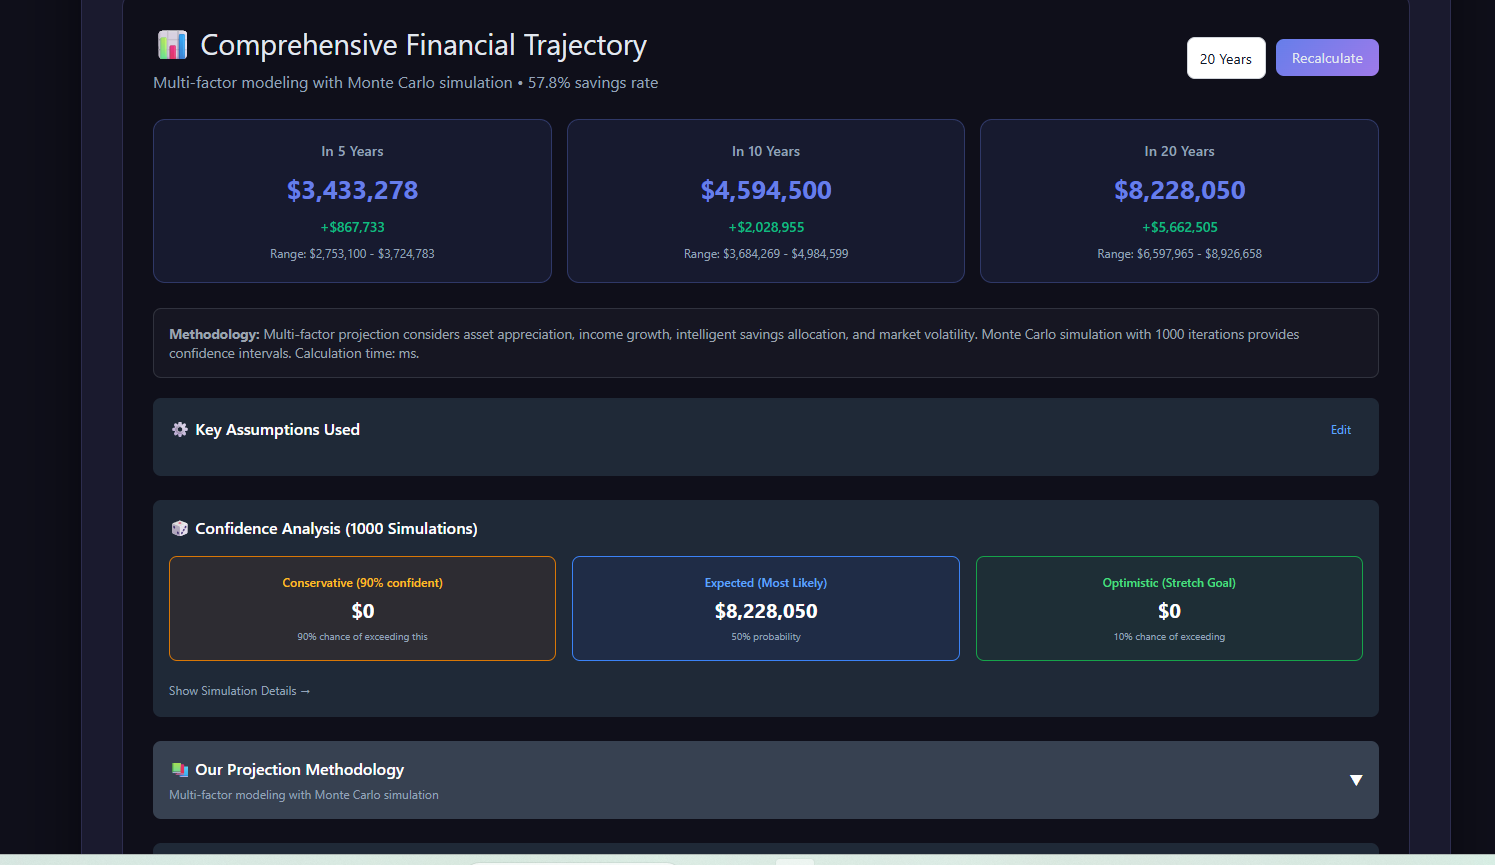 Comprehensive Financial Trajectory
Multi-factor modeling with Monte Carlo simulation • 57.8% savings rate
20 Years
Recalculate
In 5 Years
$3,433,278
+$867,733
Range: $2,753,100 - $3,724,783
In 10 Years
$4,594,500
+$2,028,955
Range: $3,684,269 - $4,984,599
In 20 Years
$8,228,050
+$5,662,505
Range: $6,597,965 - $8,926,658
Methodology: Multi-factor projection considers asset appreciation, income growth, intelligent savings allocation, and market volatility. Monte Carlo simulation with 1000 iterations provides
confidence intervals. Calculation time: ms.
Key Assumptions Used
Edit
Confidence Analysis (1000 Simulations)
Conservative (90% confident)
$0
90% chance of exceeding this
Expected (Most Likely)
$8,228,050
50% probability
Optimistic (Stretch Goal)
$0
10% chance of exceeding
Show Simulation Details →
Our Projection Methodology
Multi-factor modeling with Monte Carlo simulation